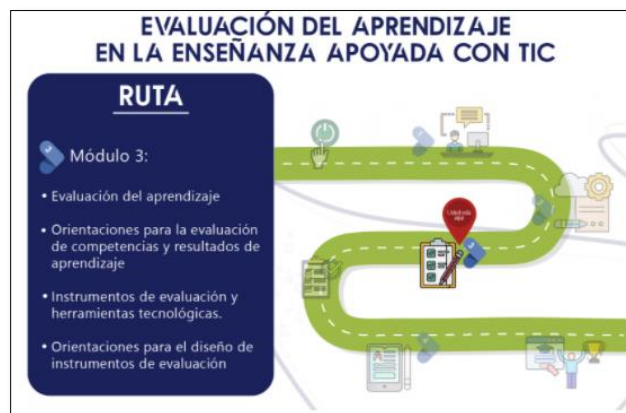 EVALUACIÓN DEL APRENDIZAJE
EN LA ENSEÑANZA APOYADA CON TIC
RUTA
Módulo 3:
• Evaluación del aprendizaje
• Orientaciones para la evaluación
de competencias y resultados de
aprendizaje
• Instrumentos de evaluación y
herramientas tecnológicas.
• Orientaciones para el diseño de
instrumentos de evaluación